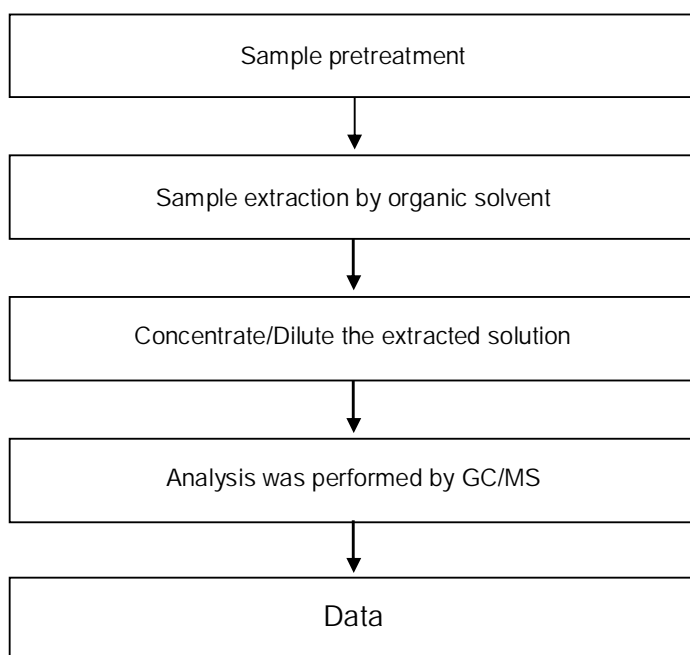 Sample pretreatment
Sample extraction by organic solvent
Concentrate/Dilute the extracted solution
Analysis was performed by GC/MS
Data